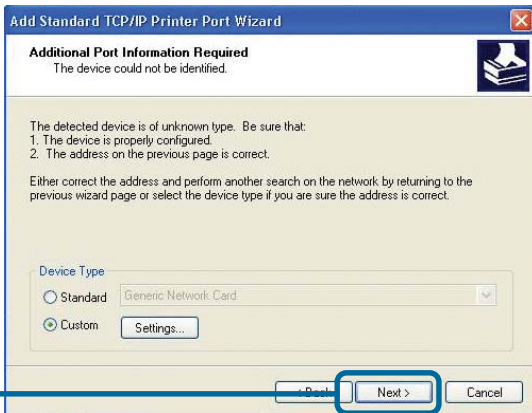 Add Standard TCP/IP Printer Port Wizard
Additional Port Information Required
The device could not be identified.
The detected device is of unknown type. Be sure that:
1. The device is properly configured.
2. The address on the previous page is correct.
Either correct the address and perform another search on the network by returning to the
previous wizard page or select the device type if you are sure the address is correct.
Device Type
Standard
Generic Network Card
Custom
Settings...
< Back
Next >
Cancel